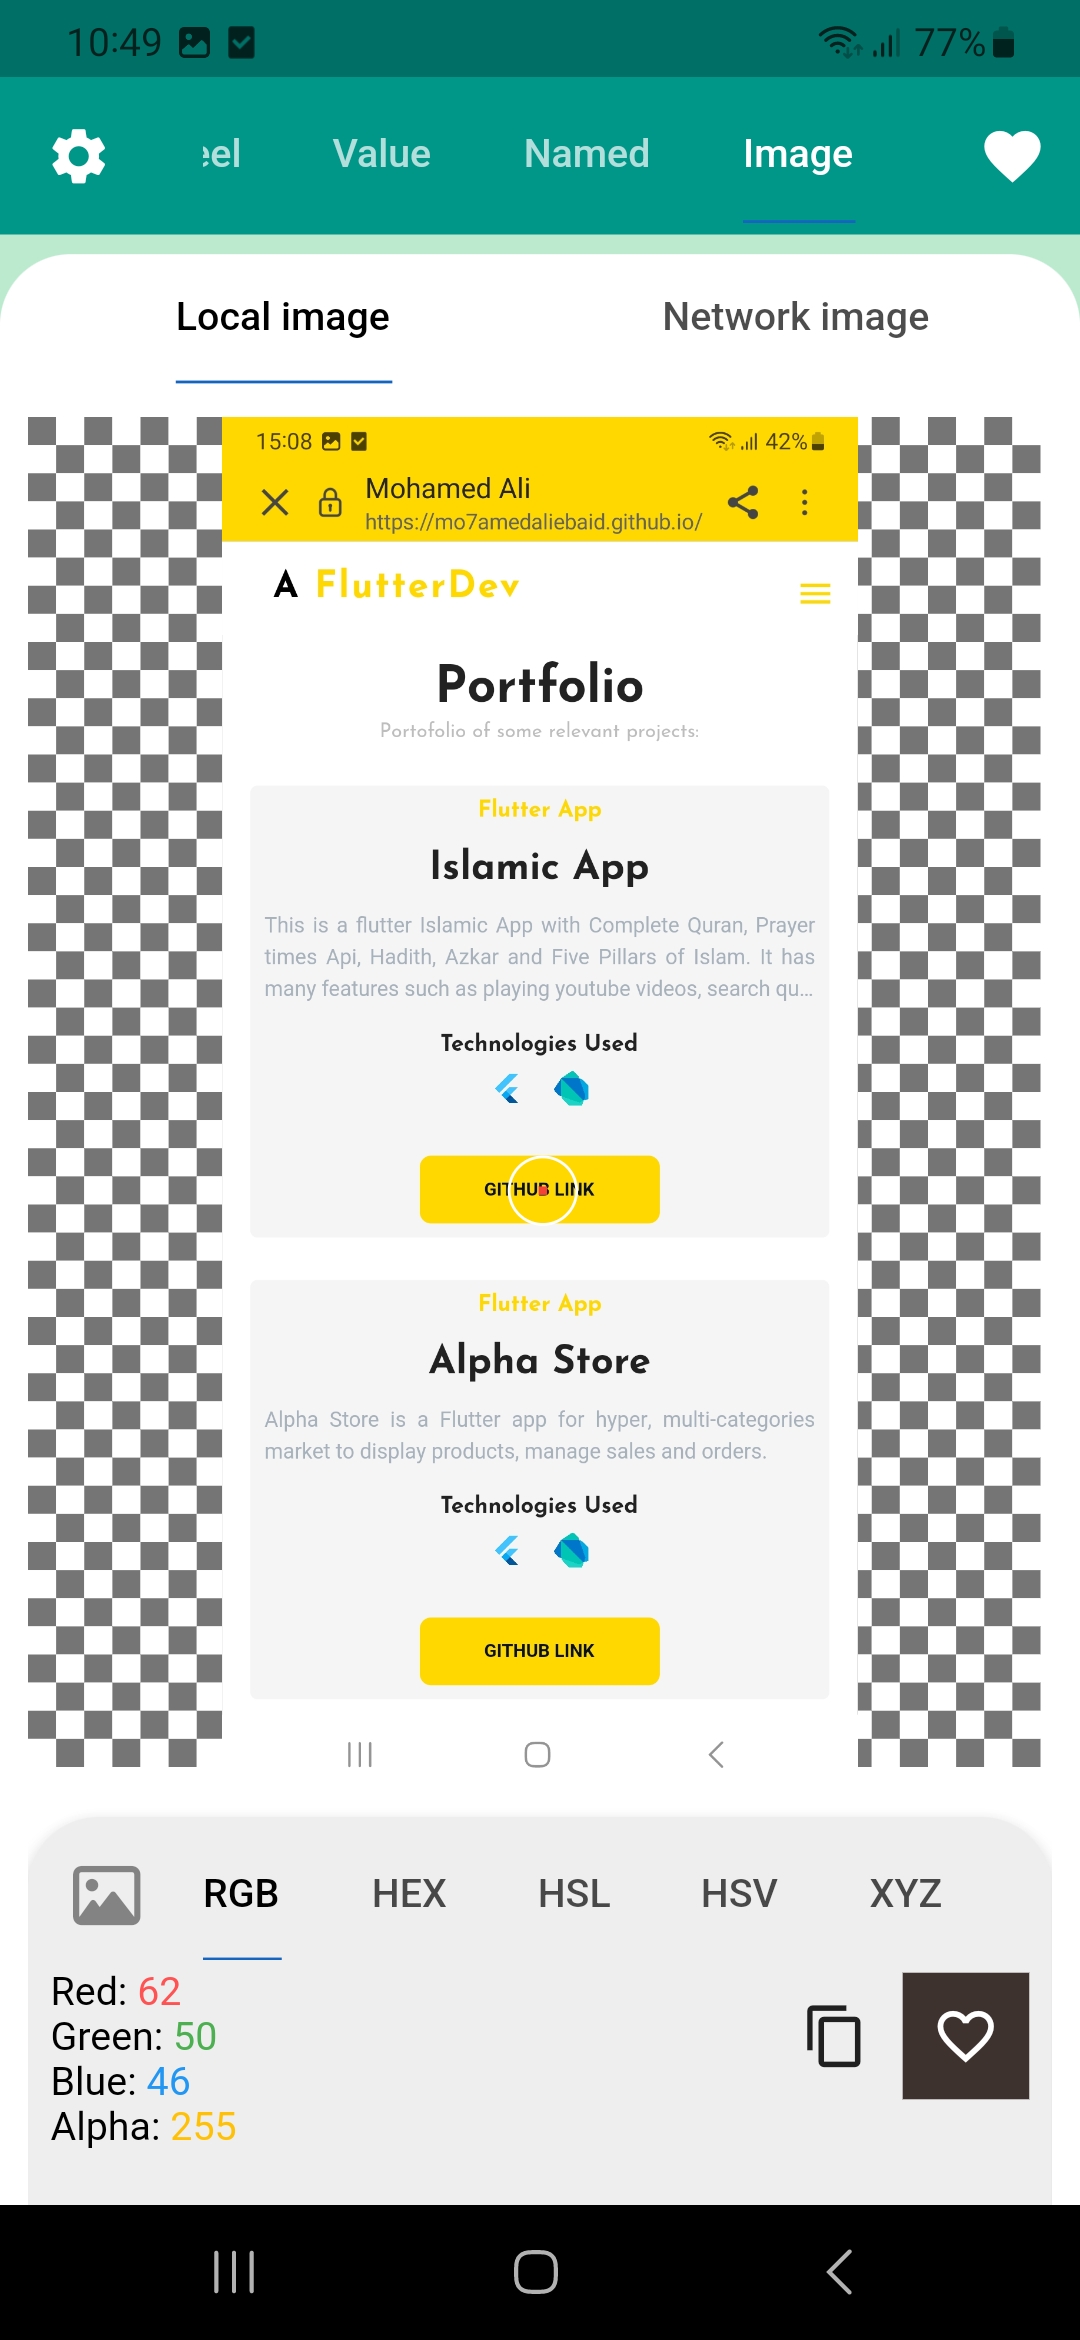 10:49
77%
eel Value Named Image
Local image Network image
15:08
42%
Mohamed Ali
https://mo7amedaliebaid.github.io/
A FlutterDev
Portfolio
Portofolio of some relevant projects:
Flutter App
Islamic App
This is a flutter Islamic App with Complete Quran, Prayer
times Api, Hadith, Azkar and Five Pillars of Islam. It has
many features such as playing youtube videos, search qu...
Technologies Used
GITHUB LINK
Flutter App
Alpha Store
Alpha Store is a Flutter app for hyper, multi-categories
market to display products, manage sales and orders.
Technologies Used
GITHUB LINK
RGB HEX HSL HSV XYZ
Red: 62
Green: 50
Blue: 46
Alpha: 255